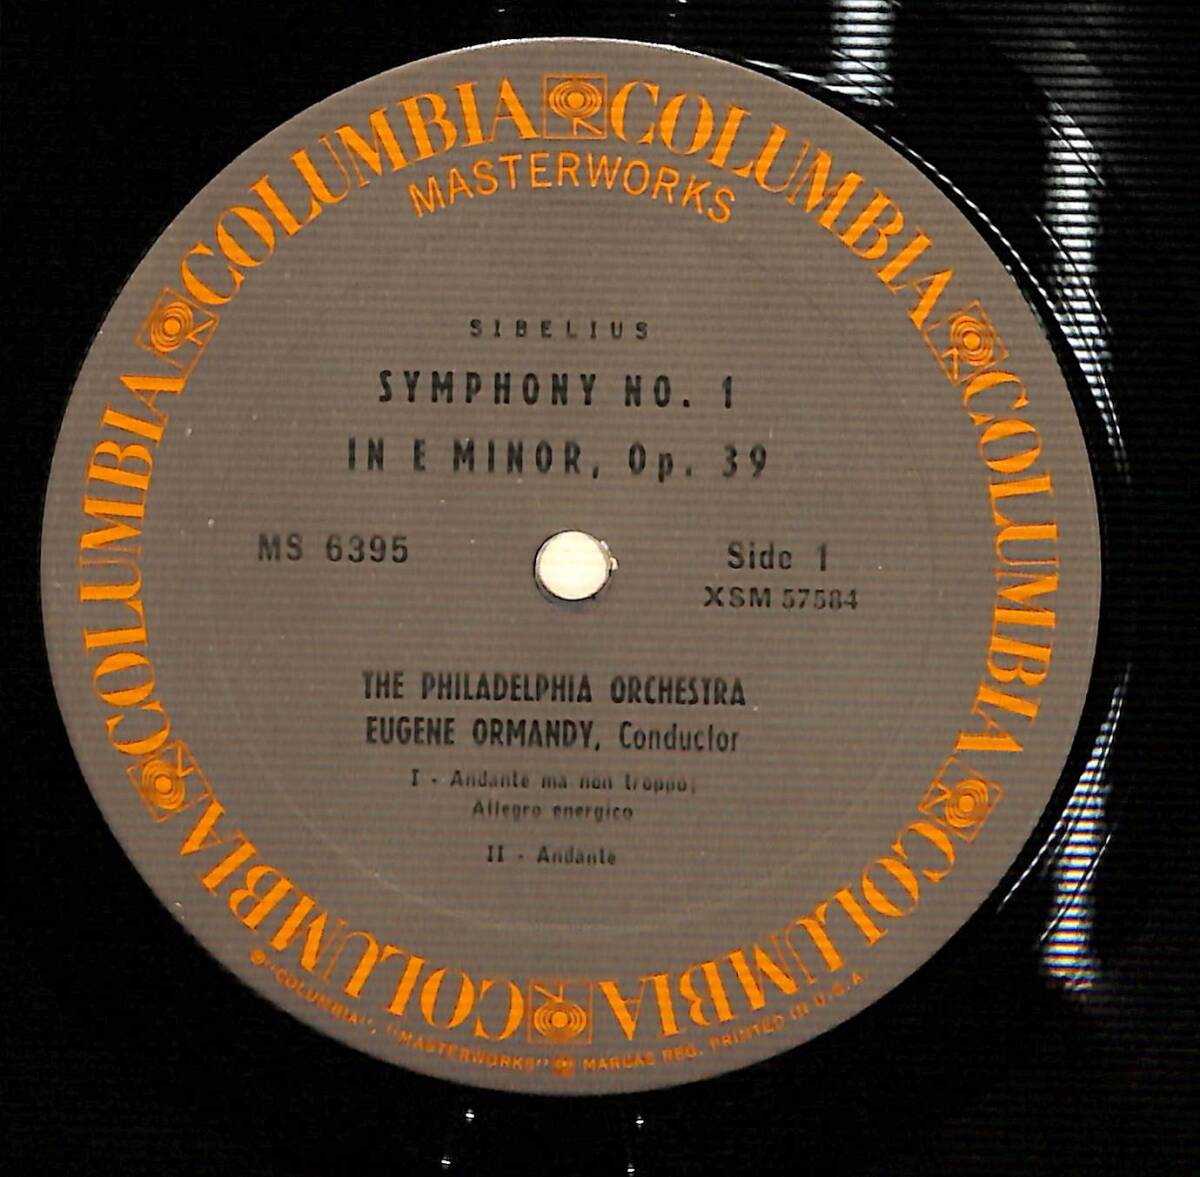 COLUMBIA COLUMBIA COLUMBIA COLUMBIA COLUMBIA COLUMBIA
MASTERWORKS
SIBELIUS
SYMPHONY NO. 1
IN E MINOR, Op. 39
MS 6395
Side 1
XSM 57584
THE PHILADELPHIA ORCHESTRA
EUGENE ORMANDY, Conductor
I - Andante ma non troppo;
Allegro energico
II - Andante
® "COLUMBIA", "MASTERWORKS" MARCAS REG. PRINTED IN U.S.A